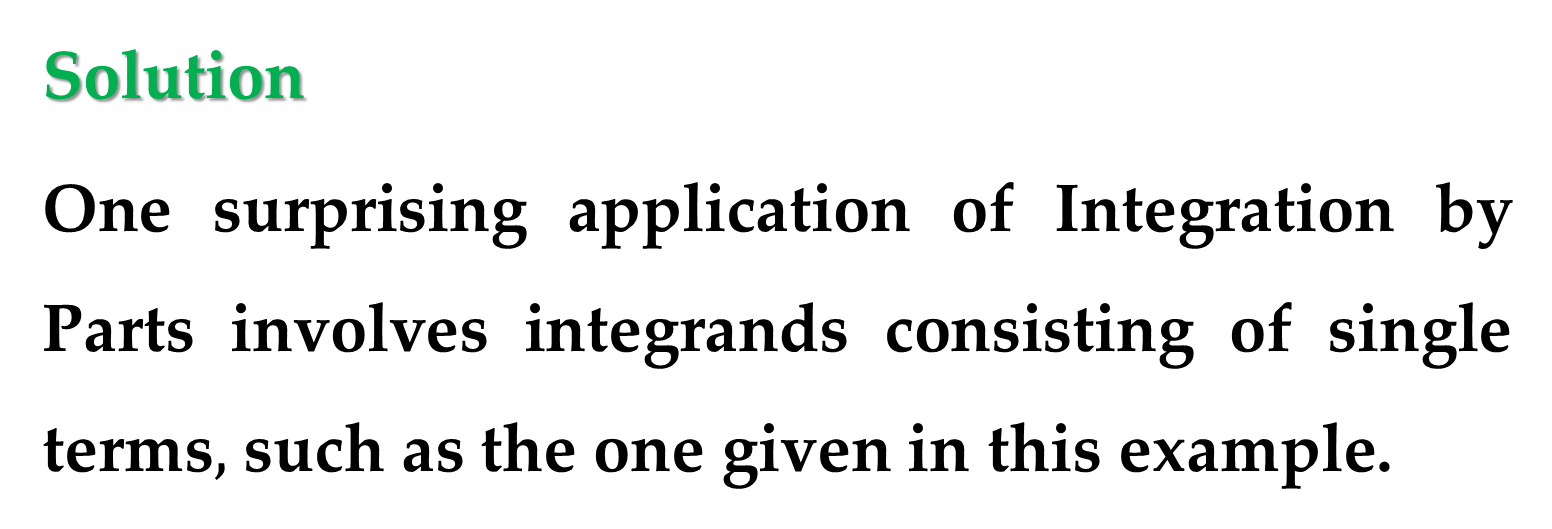 Solution
One surprising application of Integration by
Parts involves integrands consisting of single
terms, such as the one given in this example.